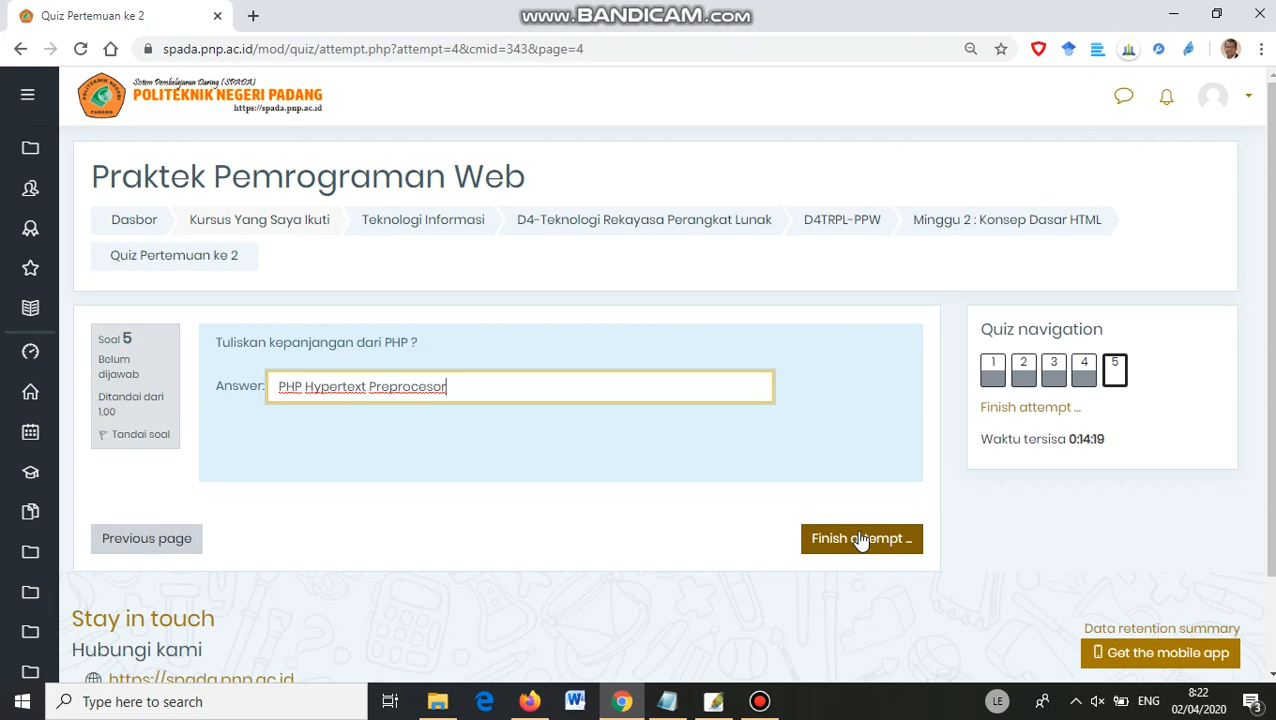 Quiz Pertemuan ke 2
www.BANDICAM.com
spada.pnp.ac.id/mod/quiz/attempt.php?attempt=4&cmid=343&page=4
Sistem Pembelajaran Daring (SPADA)
POLITEKNIK NEGERI PADANG
https://spada.pnp.ac.id
Praktek Pemrograman Web
Dasbor
Kursus Yang Saya Ikuti
Teknologi Informasi
D4-Teknologi Rekayasa Perangkat Lunak
D4TRPL-PPW
Minggu 2 : Konsep Dasar HTML
Quiz Pertemuan ke 2
Soal 5
Belum
dijawab
Ditandai dari
1,00
Tandai soal
Tuliskan kepanjangan dari PHP ?
Answer: PHP Hypertext Preprocesor
Previous page
Finish attempt ...
Quiz navigation
1 2 3 4 5
Finish attempt ...
Waktu tersisa 0:14:19
Stay in touch
Hubungi kami
https://spada.pnp.ac.id
Data retention summary
Get the mobile app
Type here to search
LE
ENG
8:22
02/04/2020
3